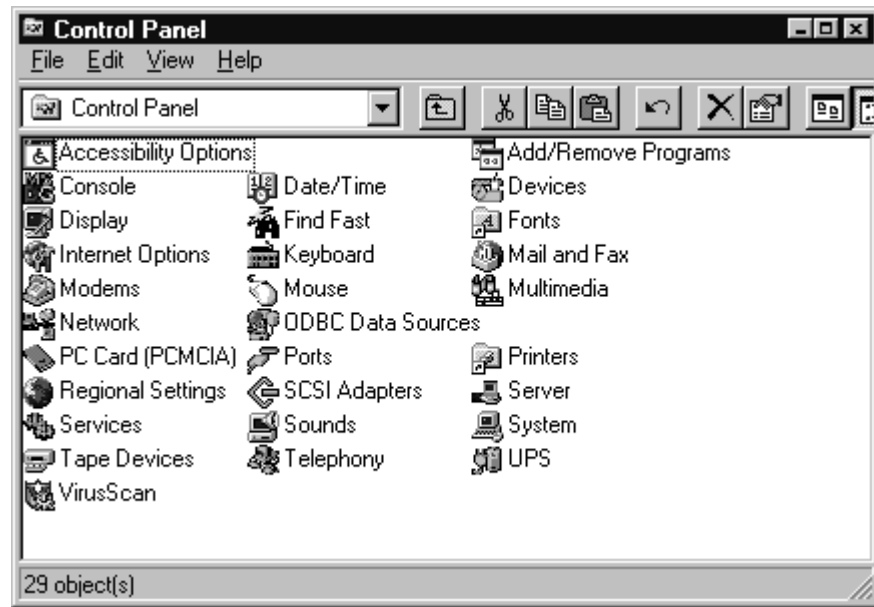 Control Panel
File Edit View Help
Control Panel
Accessibility Options Add/Remove Programs
Console Date/Time Devices
Display Find Fast Fonts
Internet Options Keyboard Mail and Fax
Modems Mouse Multimedia
Network ODBC Data Sources
PC Card (PCMCIA) Ports Printers
Regional Settings SCSI Adapters Server
Services Sounds System
Tape Devices Telephony UPS
VirusScan
29 object(s)